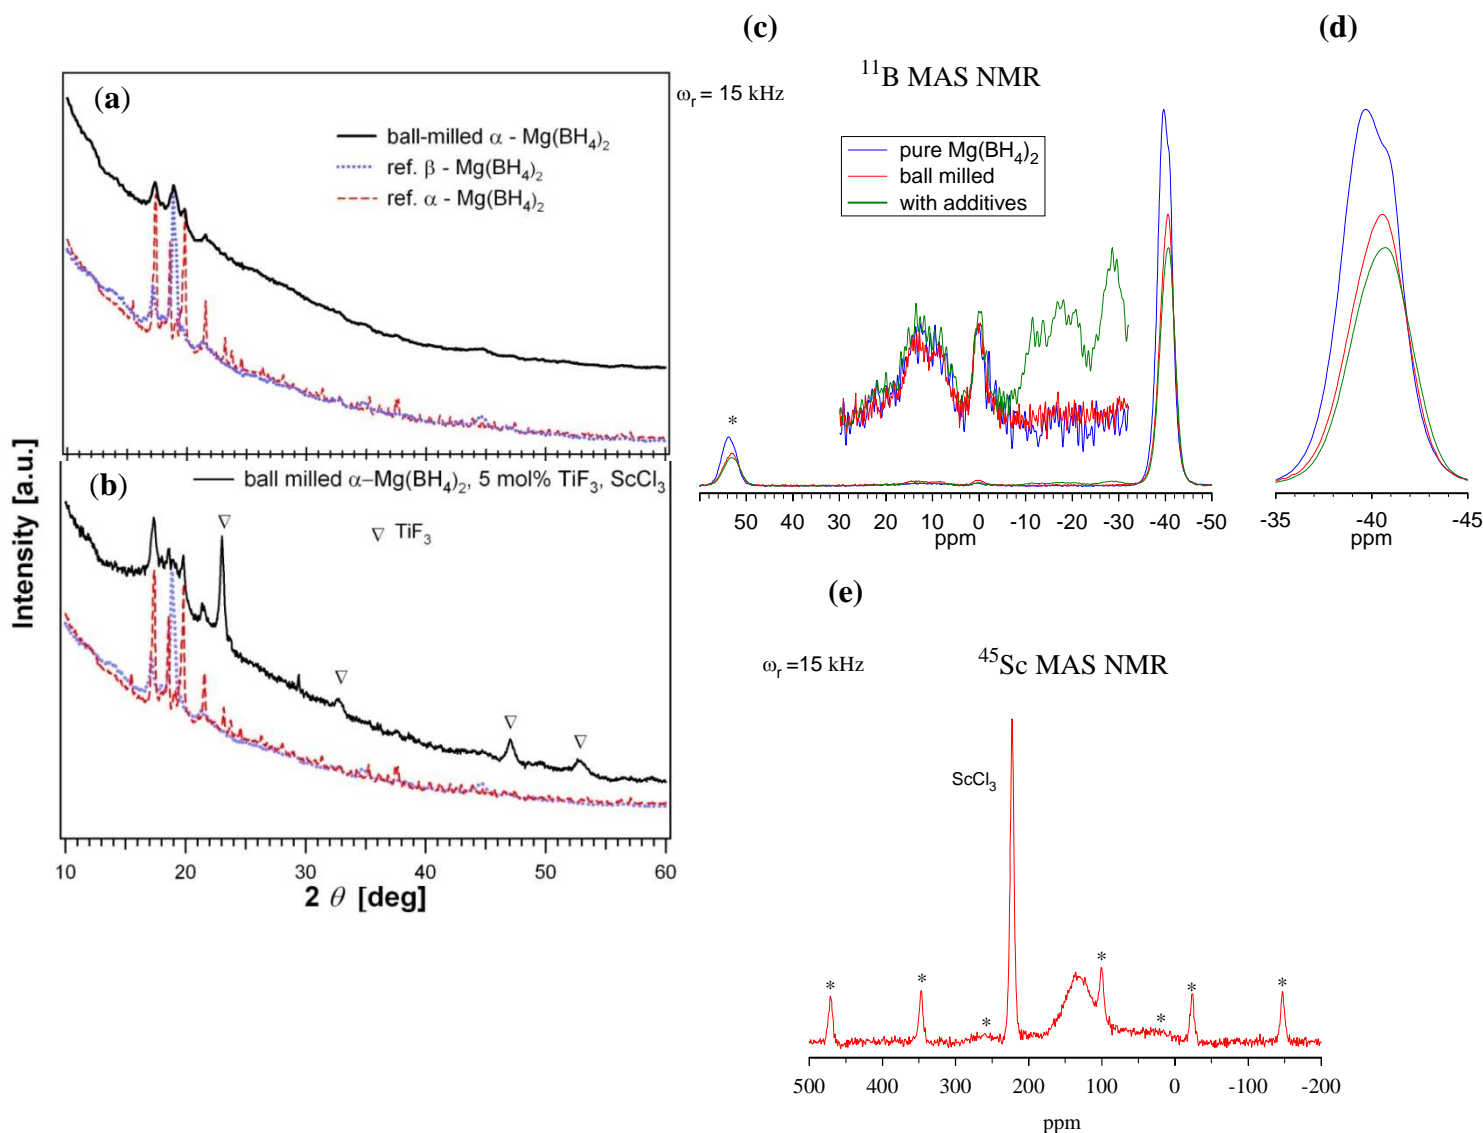 (a)
ball-milled α - Mg(BH₄)₂
ref. β - Mg(BH₄)₂
ref. α - Mg(BH₄)₂
(b)
ball milled α–Mg(BH₄)₂, 5 mol% TiF₃, ScCl₃
▽ TiF₃
Intensity [a.u.]
10 20 30 40 50 60
2 θ [deg]
(c)
¹¹B MAS NMR
ωᵣ = 15 kHz
pure Mg(BH₄)₂
ball milled
with additives
*
50 40 30 20 10 0 -10 -20 -30 -40 -50
ppm
(d)
-35 -40 -45
ppm
(e)
ωᵣ =15 kHz
⁴⁵Sc MAS NMR
ScCl₃
* * * * * * *
500 400 300 200 100 0 -100 -200
ppm